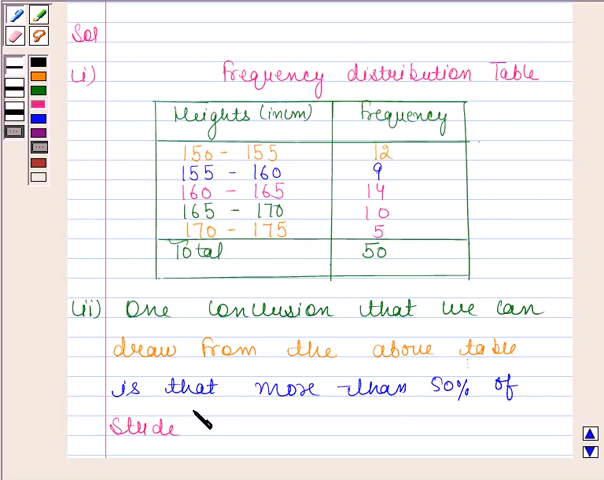 Sol
(i) Frequency distribution Table
Heights (in cm) Frequency
150 - 155 12
155 - 160 9
160 - 165 14
165 - 170 10
170 - 175 5
Total 50
(ii) One conclusion that we can
draw from the above table
is that more than 50% of
Stude